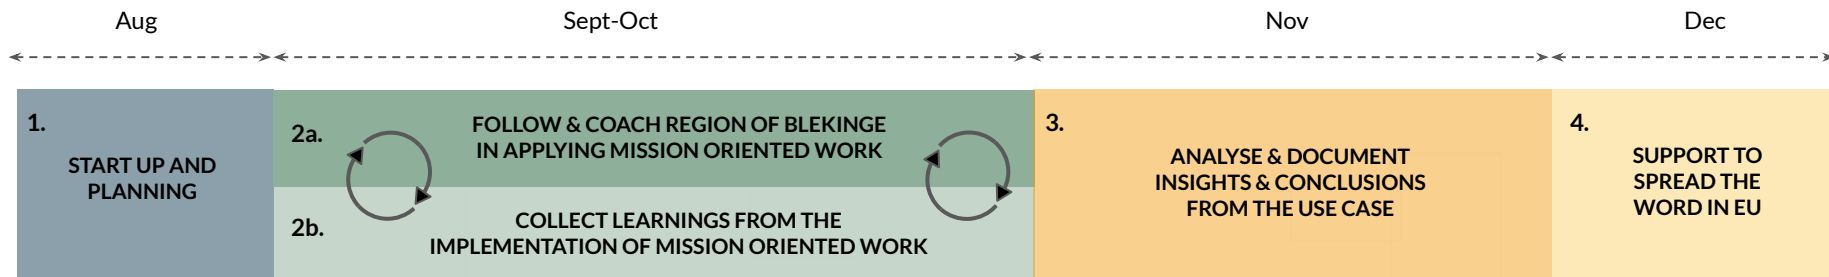 Aug
Sept-Oct
Nov
Dec
1.
START UP AND
PLANNING
2a.
FOLLOW & COACH REGION OF BLEKINGE
IN APPLYING MISSION ORIENTED WORK
2b.
COLLECT LEARNINGS FROM THE
IMPLEMENTATION OF MISSION ORIENTED WORK
3.
ANALYSE & DOCUMENT
INSIGHTS & CONCLUSIONS
FROM THE USE CASE
4.
SUPPORT TO
SPREAD THE
WORD IN EU